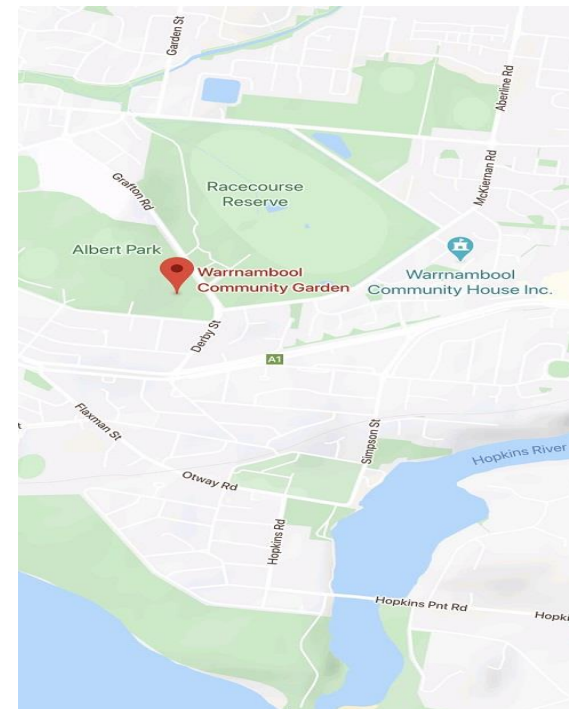 Garden St
Aberline Rd
McKiernan Rd
Grafton Rd
Racecourse
Reserve
Albert Park
Warrnambool
Community Garden
Warrnambool
Community House Inc.
Derby St
A1
Flaxman St
Simpson St
Hopkins River
Otway Rd
Hopkins Rd
Hopkins Pnt Rd
Hopki